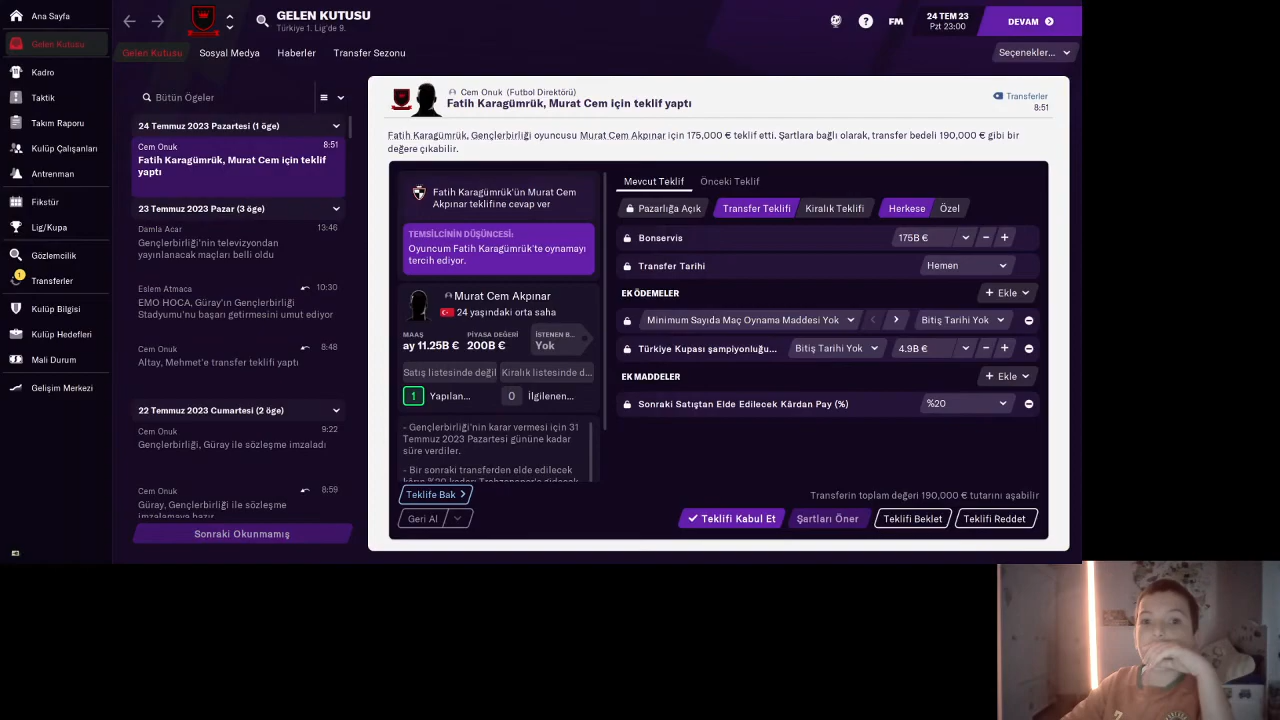 Ana Sayfa
Gelen Kutusu
Kadro
Taktik
Takım Raporu
Kulüp Çalışanları
Antrenman
Fikstür
Lig/Kupa
Gözlemcilik
1
Transferler
Kulüp Bilgisi
Kulüp Hedefleri
Mali Durum
Gelişim Merkezi
GELEN KUTUSU
Türkiye 1. Lig'de 9.
?
FM
24 TEM 23
Pzt 23:00
DEVAM
Gelen Kutusu
Sosyal Medya
Haberler
Transfer Sezonu
Seçenekler...
Bütün Ögeler
24 Temmuz 2023 Pazartesi (1 öge)
Cem Onuk
8:51
Fatih Karagümrük, Murat Cem için teklif
yaptı
23 Temmuz 2023 Pazar (3 öge)
Damla Acar
13:46
Gençlerbirliği'nin televizyondan
yayınlanacak maçları belli oldu
Eslem Atmaca
10:30
EMO HOCA, Güray'ın Gençlerbirliği
Stadyumu'nu başarı getirmesini umut ediyor
Cem Onuk
8:48
Altay, Mehmet'e transfer teklifi yaptı
22 Temmuz 2023 Cumartesi (2 öge)
Cem Onuk
9:22
Gençlerbirliği, Güray ile sözleşme imzaladı
Cem Onuk
8:59
Güray, Gençlerbirliği ile sözleşme
imzalamaya hazır
Sonraki Okunmamış
Cem Onuk (Futbol Direktörü)
Fatih Karagümrük, Murat Cem için teklif yaptı
Transferler
8:51
Fatih Karagümrük, Gençlerbirliği oyuncusu Murat Cem Akpınar için 175,000 € teklif etti. Şartlara bağlı olarak, transfer bedeli 190,000 € gibi bir
değere çıkabilir.
Fatih Karagümrük'ün Murat Cem
Akpınar teklifine cevap ver
TEMSİLCİNİN DÜŞÜNCESİ:
Oyuncum Fatih Karagümrük'te oynamayı
tercih ediyor.
Murat Cem Akpınar
24 yaşındaki orta saha
MAAŞ
ay 11.25B €
PİYASA DEĞERİ
200B €
İSTENEN B...
Yok
Satış listesinde değil
Kiralık listesinde d...
1
Yapılan...
0
İlgilenen...
- Gençlerbirliği'nin karar vermesi için 31
Temmuz 2023 Pazartesi gününe kadar
süre verdiler.
- Bir sonraki transferden elde edilecek
kârın %20 kadarı Trabzonspor'a gidecek
Teklife Bak
Geri Al
Mevcut Teklif
Önceki Teklif
Pazarlığa Açık
Transfer Teklifi
Kiralık Teklifi
Herkese
Özel
Bonservis
175B €
Transfer Tarihi
Hemen
EK ÖDEMELER
Ekle
Minimum Sayıda Maç Oynama Maddesi Yok
Bitiş Tarihi Yok
Türkiye Kupası şampiyonluğu...
Bitiş Tarihi Yok
4.9B €
EK MADDELER
Ekle
Sonraki Satıştan Elde Edilecek Kârdan Pay (%)
%20
Transferin toplam değeri 190,000 € tutarını aşabilir
Teklifi Kabul Et
Şartları Öner
Teklifi Beklet
Teklifi Reddet